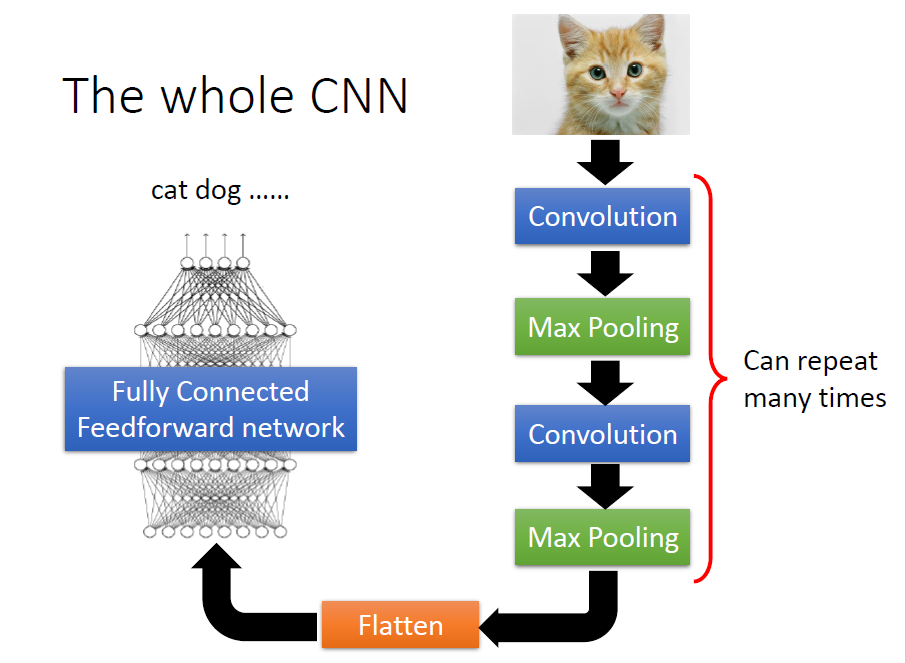 The whole CNN
cat dog ......
Convolution
Max Pooling
Convolution
Max Pooling
Can repeat
many times
Flatten
Fully Connected
Feedforward network